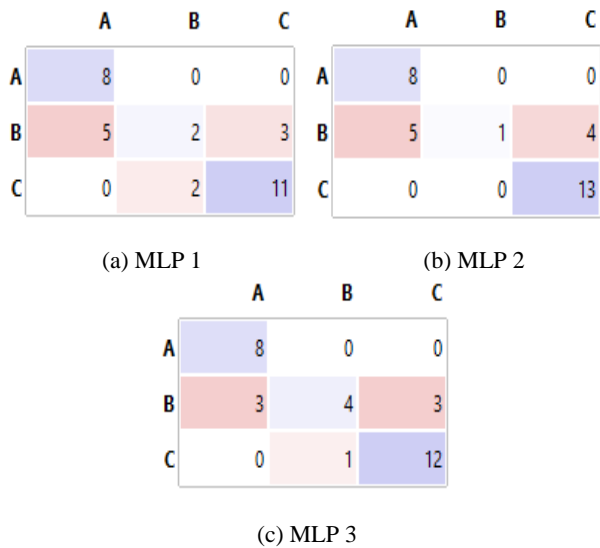 A B C
A 8 0 0
B 5 2 3
C 0 2 11
(a) MLP 1
A B C
A 8 0 0
B 5 1 4
C 0 0 13
(b) MLP 2
A B C
A 8 0 0
B 3 4 3
C 0 1 12
(c) MLP 3